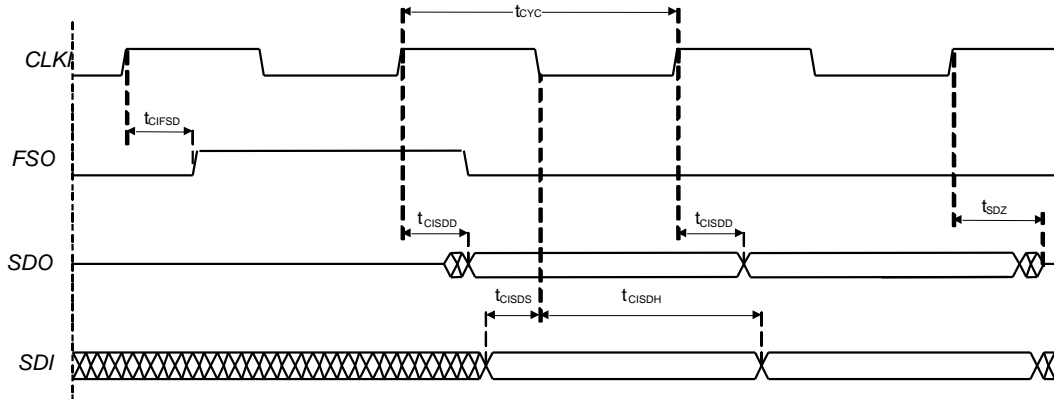 tCYC
CLKI
tCIFSD
FSO
tCISDD
tCISDD
tSDZ
SDO
tCISDS
tCISDH
SDI